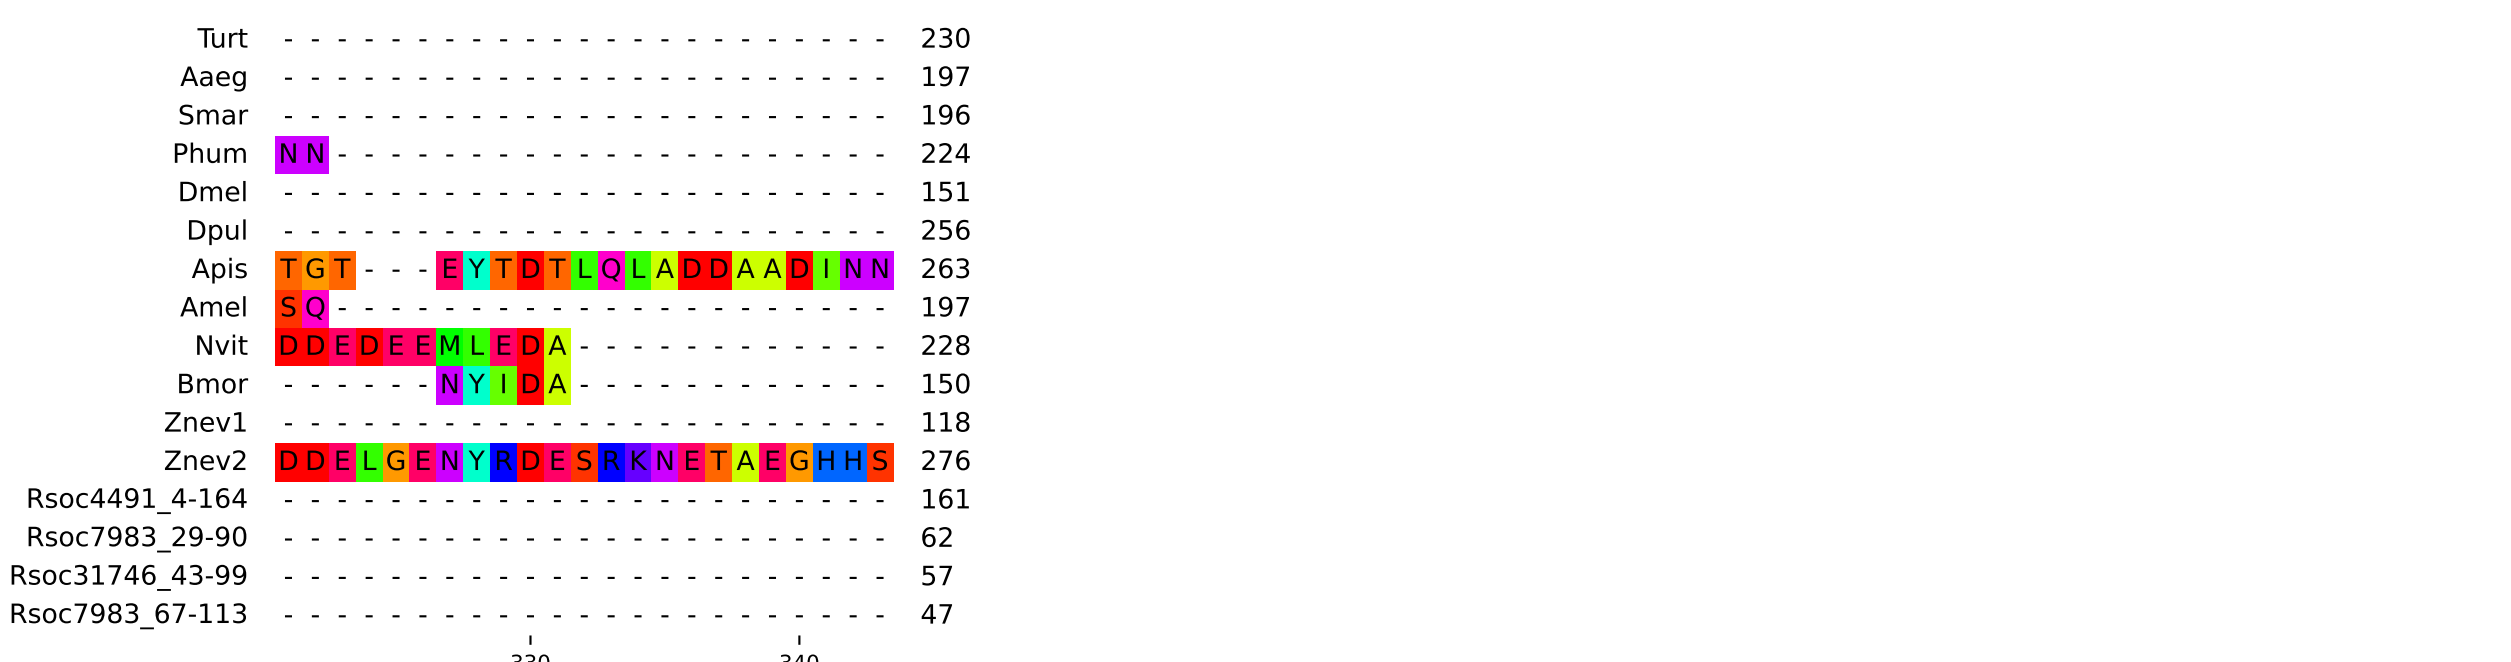 Turt - - - - - - - - - - - - - - - - - - - - - - - 230
Aaeg - - - - - - - - - - - - - - - - - - - - - - - 197
Smar - - - - - - - - - - - - - - - - - - - - - - - 196
Phum N N - - - - - - - - - - - - - - - - - - - - - 224
Dmel - - - - - - - - - - - - - - - - - - - - - - - 151
Dpul - - - - - - - - - - - - - - - - - - - - - - - 256
Apis T G T - - - E Y T D T L Q L A D D A A D I N N 263
Amel S Q - - - - - - - - - - - - - - - - - - - - - 197
Nvit D D E D E E M L E D A - - - - - - - - - - - - 228
Bmor - - - - - - N Y I D A - - - - - - - - - - - - 150
Znev1 - - - - - - - - - - - - - - - - - - - - - - - 118
Znev2 D D E L G E N Y R D E S R K N E T A E G H H S 276
Rsoc4491_4-164 - - - - - - - - - - - - - - - - - - - - - - - 161
Rsoc7983_29-90 - - - - - - - - - - - - - - - - - - - - - - - 62
Rsoc31746_43-99 - - - - - - - - - - - - - - - - - - - - - - - 57
Rsoc7983_67-113 - - - - - - - - - - - - - - - - - - - - - - - 47
330 340